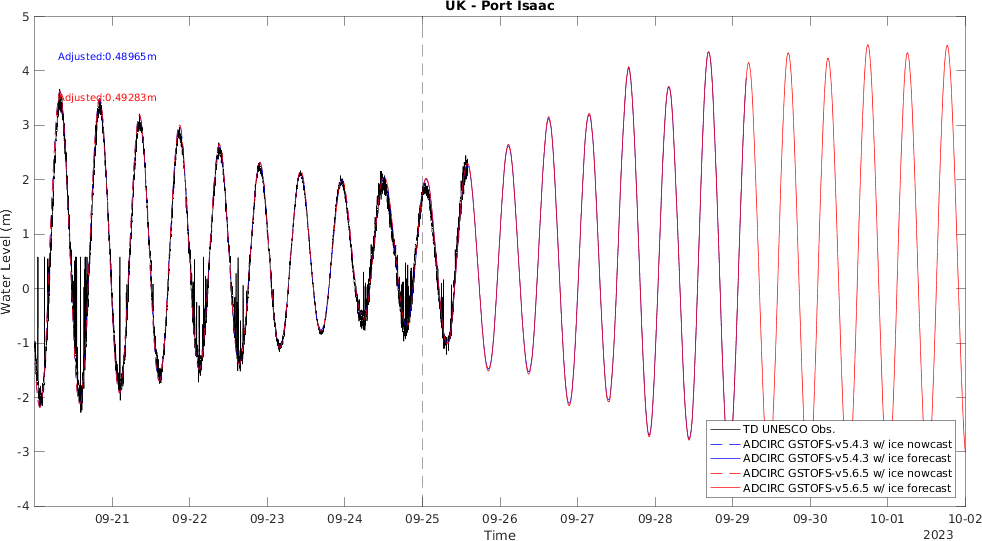 UK - Port Isaac
5
4
3
2
1
0
-1
-2
-3
-4
Water Level (m)
Adjusted:0.48965m
Adjusted:0.49283m
TD UNESCO Obs.
ADCIRC GSTOFS-v5.4.3 w/ ice nowcast
ADCIRC GSTOFS-v5.4.3 w/ ice forecast
ADCIRC GSTOFS-v5.6.5 w/ ice nowcast
ADCIRC GSTOFS-v5.6.5 w/ ice forecast
09-21 09-22 09-23 09-24 09-25 09-26 09-27 09-28 09-29 09-30 10-01 10-02
Time
2023